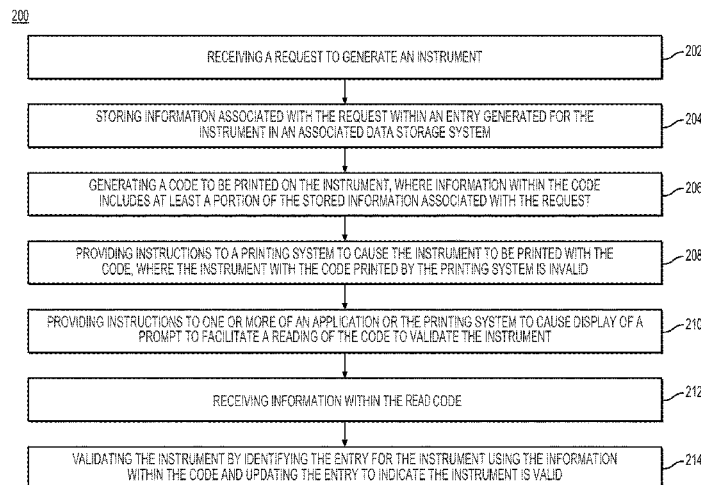 200
RECEIVING A REQUEST TO GENERATE AN INSTRUMENT
202
STORING INFORMATION ASSOCIATED WITH THE REQUEST WITHIN AN ENTRY GENERATED FOR THE
INSTRUMENT IN AN ASSOCIATED DATA STORAGE SYSTEM
204
GENERATING A CODE TO BE PRINTED ON THE INSTRUMENT, WHERE INFORMATION WITHIN THE CODE
INCLUDES AT LEAST A PORTION OF THE STORED INFORMATION ASSOCIATED WITH THE REQUEST
206
PROVIDING INSTRUCTIONS TO A PRINTING SYSTEM TO CAUSE THE INSTRUMENT TO BE PRINTED WITH THE
CODE, WHERE THE INSTRUMENT WITH THE CODE PRINTED BY THE PRINTING SYSTEM IS INVALID
208
PROVIDING INSTRUCTIONS TO ONE OR MORE OF AN APPLICATION OR THE PRINTING SYSTEM TO CAUSE DISPLAY OF A
PROMPT TO FACILITATE A READING OF THE CODE TO VALIDATE THE INSTRUMENT
210
RECEIVING INFORMATION WITHIN THE READ CODE
212
VALIDATING THE INSTRUMENT BY IDENTIFYING THE ENTRY FOR THE INSTRUMENT USING THE INFORMATION
WITHIN THE CODE AND UPDATING THE ENTRY TO INDICATE THE INSTRUMENT IS VALID
214